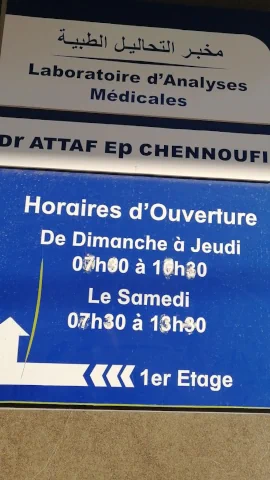 مخبر التحاليل الطبية
Laboratoire d'Analyses
Médicales
Dr ATTAF Ep CHENNOUFI
Horaires d'Ouverture
De Dimanche à Jeudi
à
Le Samedi
à
1er Etage